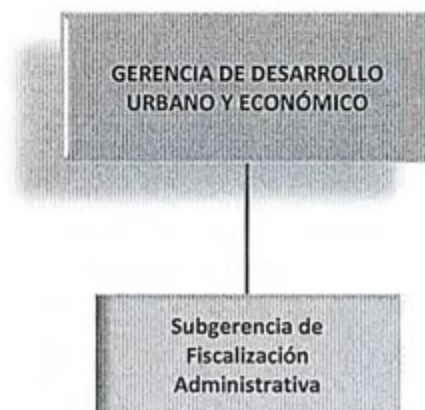 GERENCIA DE DESARROLLO
URBANO Y ECONÓMICO
Subgerencia de
Fiscalización
Administrativa